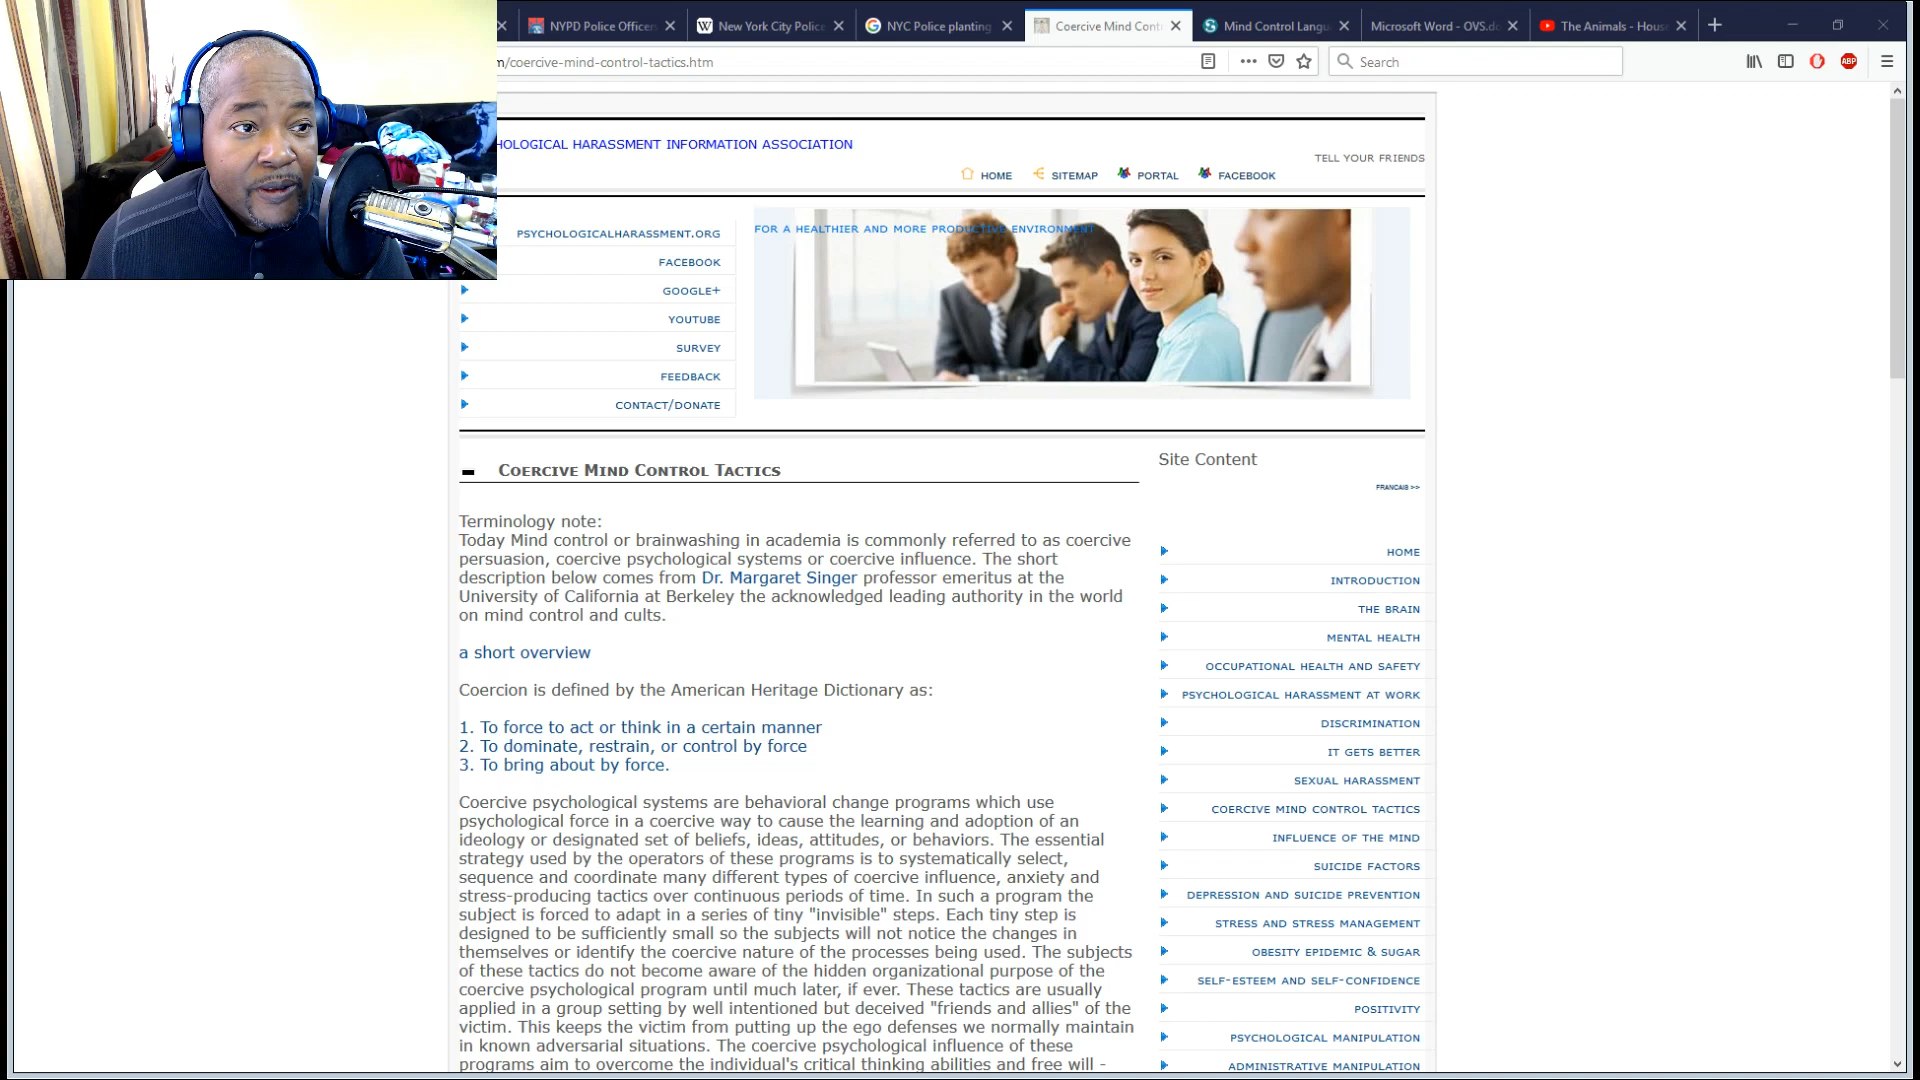 NYPD Police Officer
New York City Police
NYC Police planting
Coercive Mind Cont
Mind Control Langu
Microsoft Word - OVS.d
The Animals - Hous
/coercive-mind-control-tactics.htm
Search
ABP
HOLOGICAL HARASSMENT INFORMATION ASSOCIATION
TELL YOUR FRIENDS
HOME
SITEMAP
PORTAL
FACEBOOK
PSYCHOLOGICALHARASSMENT.ORG
FACEBOOK
GOOGLE+
YOUTUBE
SURVEY
FEEDBACK
CONTACT/DONATE
FOR A HEALTHIER AND MORE PRODUCTIVE ENVIRONMENT
Coercive Mind Control Tactics
Terminology note:
Today Mind control or brainwashing in academia is commonly referred to as coercive
persuasion, coercive psychological systems or coercive influence. The short
description below comes from Dr. Margaret Singer professor emeritus at the
University of California at Berkeley the acknowledged leading authority in the world
on mind control and cults.
a short overview
Coercion is defined by the American Heritage Dictionary as:
1. To force to act or think in a certain manner
2. To dominate, restrain, or control by force
3. To bring about by force.
Coercive psychological systems are behavioral change programs which use
psychological force in a coercive way to cause the learning and adoption of an
ideology or designated set of beliefs, ideas, attitudes, or behaviors. The essential
strategy used by the operators of these programs is to systematically select,
sequence and coordinate many different types of coercive influence, anxiety and
stress-producing tactics over continuous periods of time. In such a program the
subject is forced to adapt in a series of tiny "invisible" steps. Each tiny step is
designed to be sufficiently small so the subjects will not notice the changes in
themselves or identify the coercive nature of the processes being used. The subjects
of these tactics do not become aware of the hidden organizational purpose of the
coercive psychological program until much later, if ever. These tactics are usually
applied in a group setting by well intentioned but deceived "friends and allies" of the
victim. This keeps the victim from putting up the ego defenses we normally maintain
in known adversarial situations. The coercive psychological influence of these
programs aim to overcome the individual's critical thinking abilities and free will -
Site Content
FRANCAIS >>
HOME
INTRODUCTION
THE BRAIN
MENTAL HEALTH
OCCUPATIONAL HEALTH AND SAFETY
PSYCHOLOGICAL HARASSMENT AT WORK
DISCRIMINATION
IT GETS BETTER
SEXUAL HARASSMENT
COERCIVE MIND CONTROL TACTICS
INFLUENCE OF THE MIND
SUICIDE FACTORS
DEPRESSION AND SUICIDE PREVENTION
STRESS AND STRESS MANAGEMENT
OBESITY EPIDEMIC & SUGAR
SELF-ESTEEM AND SELF-CONFIDENCE
POSITIVITY
PSYCHOLOGICAL MANIPULATION
ADMINISTRATIVE MANIPULATION